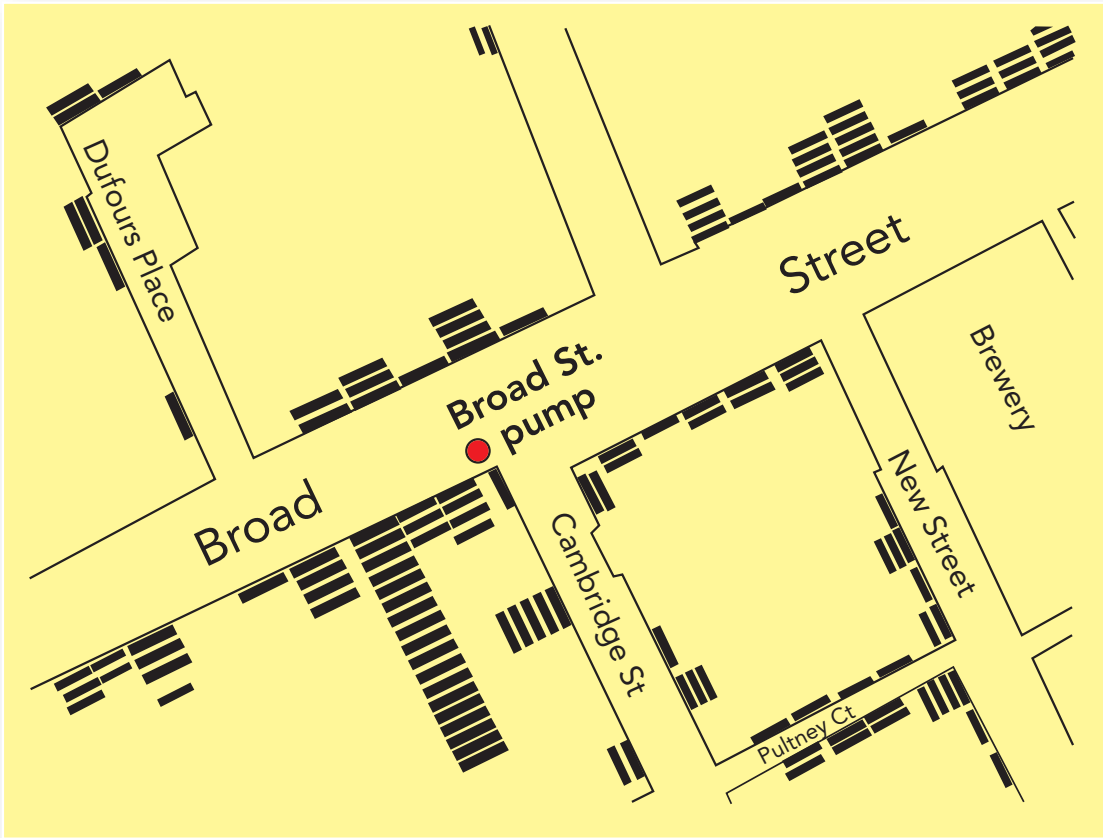 Dufours Place
Street
Broad St.
pump
Brewery
Broad
New Street
Cambridge St
Pultney Ct